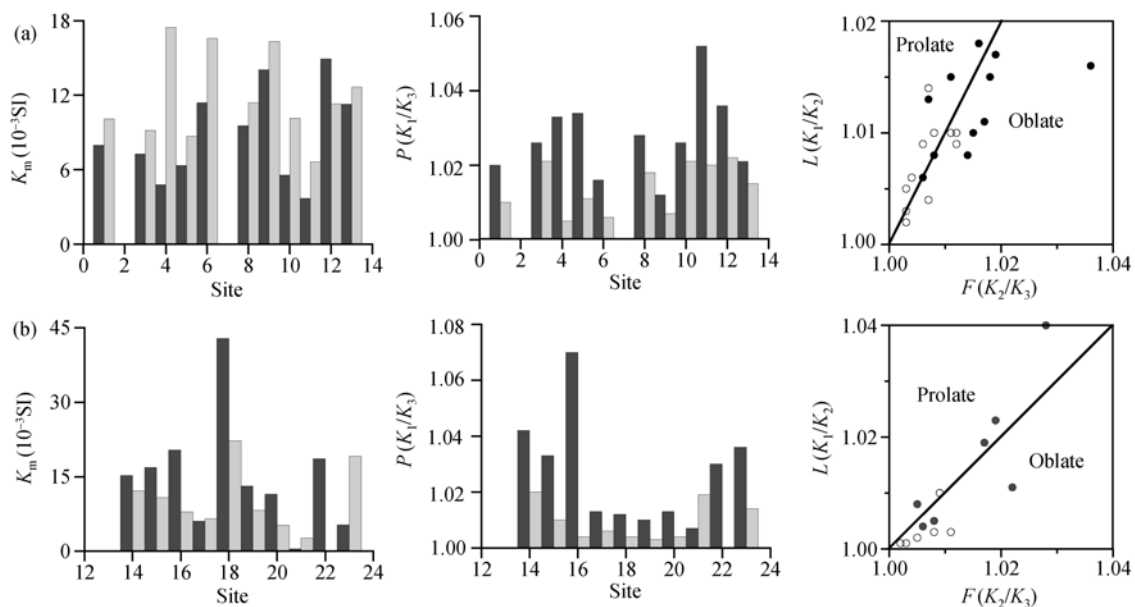 (a)
18
12
6
0
K_m (10⁻³SI)
0 2 4 6 8 10 12 14
Site
1.06
1.04
1.02
1.00
P (K₁/K₃)
0 2 4 6 8 10 12 14
Site
1.02
1.01
1.00
L (K₁/K₂)
Prolate
Oblate
1.00 1.02 1.04
F (K₂/K₃)
(b)
45
30
15
0
K_m (10⁻³SI)
12 14 16 18 20 22 24
Site
1.08
1.06
1.04
1.02
1.00
P (K₁/K₃)
12 14 16 18 20 22 24
Site
1.04
1.02
1.00
L (K₁/K₂)
Prolate
Oblate
1.00 1.02 1.04
F (K₂/K₃)